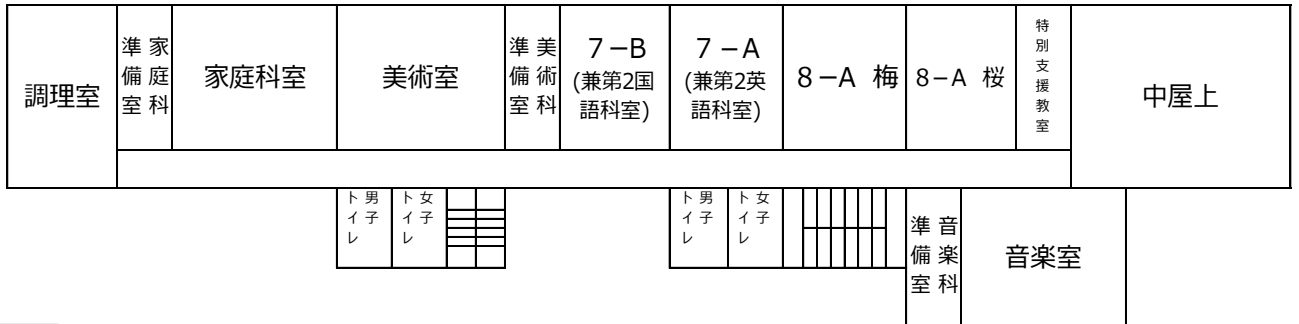 調理室
家庭科
準備室
家庭科室
美術室
美術科
準備室
7−B
(兼第2国
語科室)
7−A
(兼第2英
語科室)
8−A 梅
8−A 桜
特別支援教室
中屋上
男子
トイレ
女子
トイレ
男子
トイレ
女子
トイレ
音楽科
準備室
音楽室